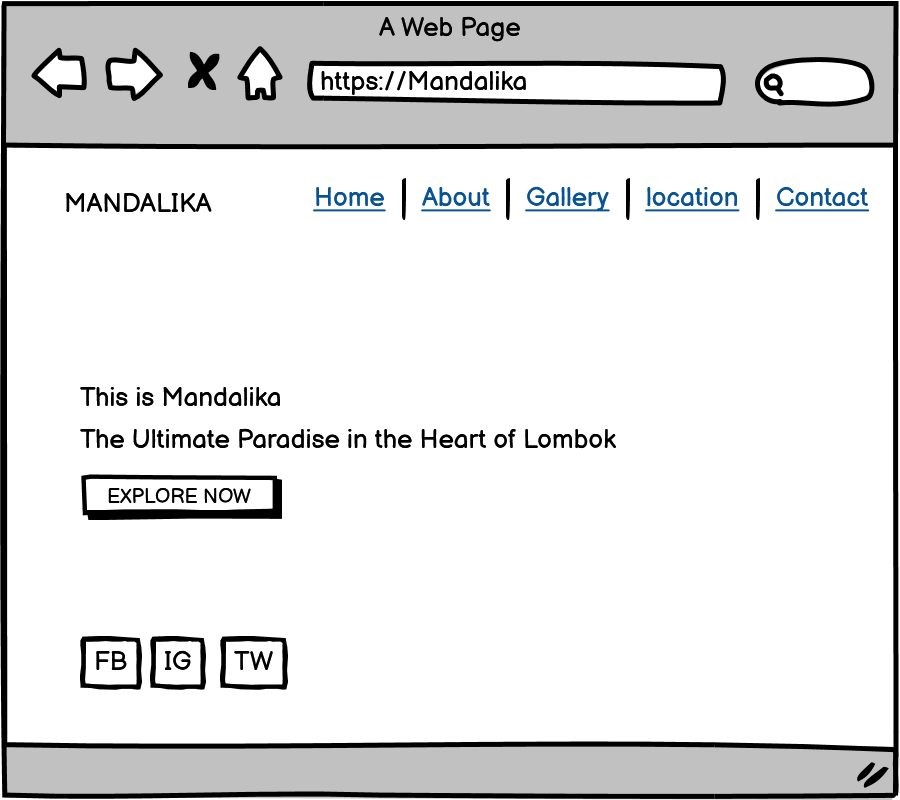 A Web Page
https://Mandalika
MANDALIKA
Home About Gallery location Contact
This is Mandalika
The Ultimate Paradise in the Heart of Lombok
EXPLORE NOW
FB IG TW